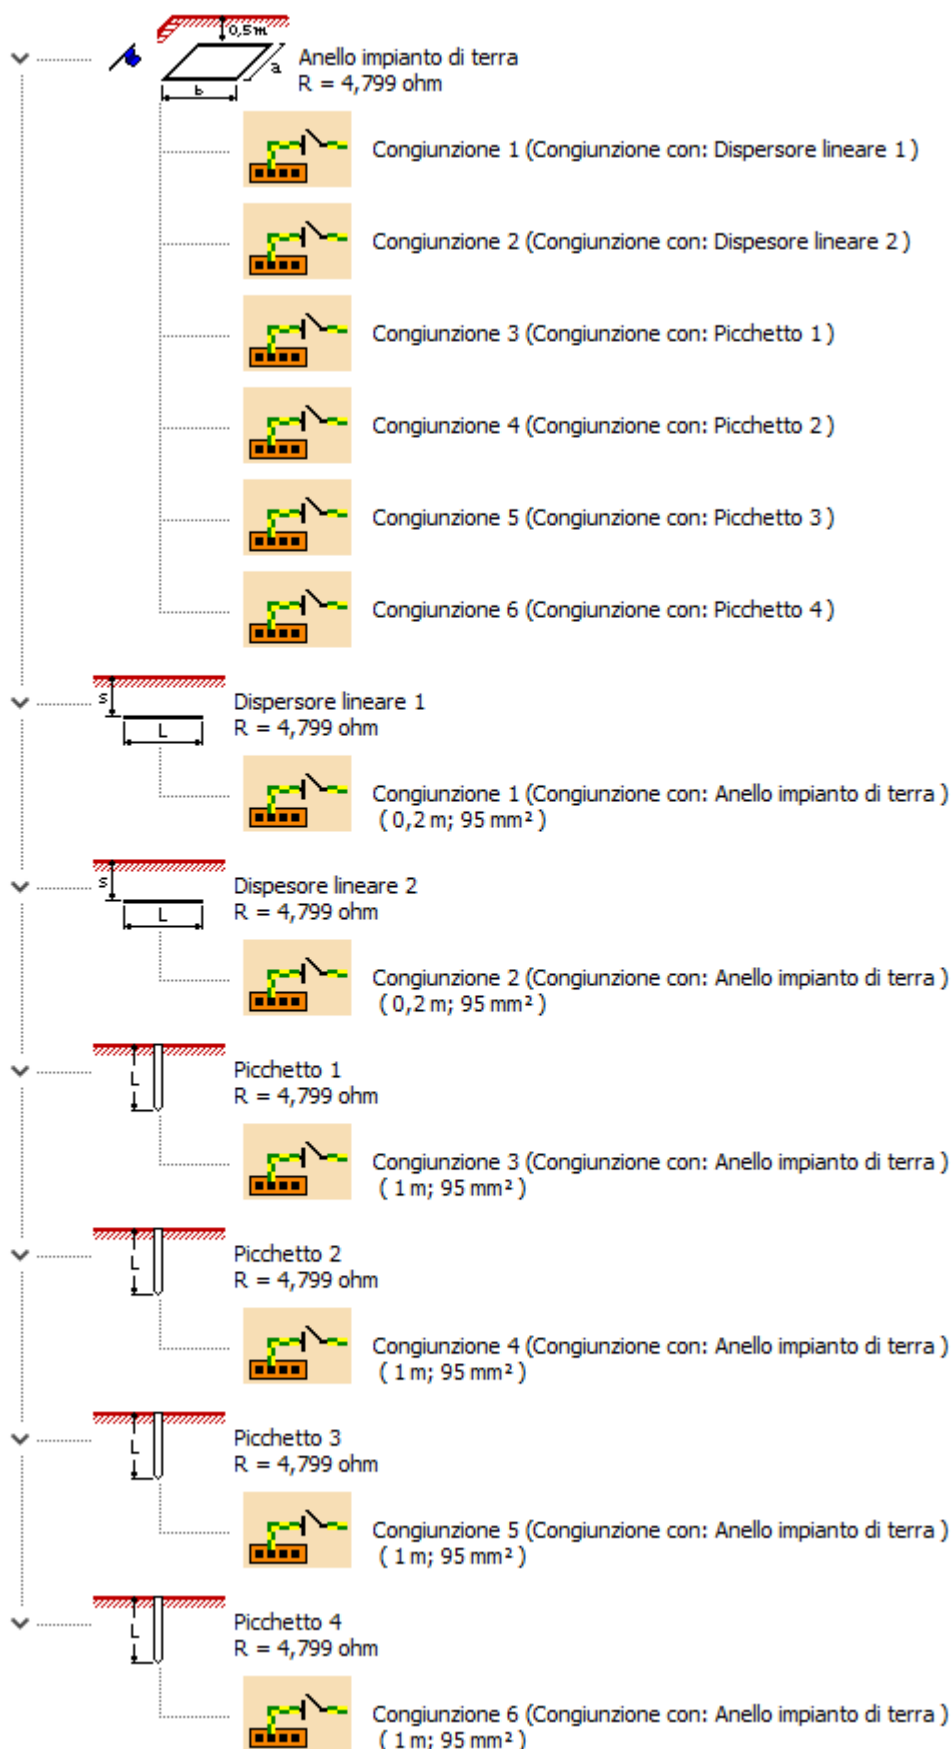 0,5m
a
b
Anello impianto di terra
R = 4,799 ohm
Congiunzione 1 (Congiunzione con: Dispersore lineare 1 )
Congiunzione 2 (Congiunzione con: Dispesore lineare 2 )
Congiunzione 3 (Congiunzione con: Picchetto 1 )
Congiunzione 4 (Congiunzione con: Picchetto 2 )
Congiunzione 5 (Congiunzione con: Picchetto 3 )
Congiunzione 6 (Congiunzione con: Picchetto 4 )
s
L
Dispersore lineare 1
R = 4,799 ohm
Congiunzione 1 (Congiunzione con: Anello impianto di terra )
( 0,2 m; 95 mm² )
s
L
Dispesore lineare 2
R = 4,799 ohm
Congiunzione 2 (Congiunzione con: Anello impianto di terra )
( 0,2 m; 95 mm² )
L
Picchetto 1
R = 4,799 ohm
Congiunzione 3 (Congiunzione con: Anello impianto di terra )
( 1 m; 95 mm² )
L
Picchetto 2
R = 4,799 ohm
Congiunzione 4 (Congiunzione con: Anello impianto di terra )
( 1 m; 95 mm² )
L
Picchetto 3
R = 4,799 ohm
Congiunzione 5 (Congiunzione con: Anello impianto di terra )
( 1 m; 95 mm² )
L
Picchetto 4
R = 4,799 ohm
Congiunzione 6 (Congiunzione con: Anello impianto di terra )
( 1 m; 95 mm² )